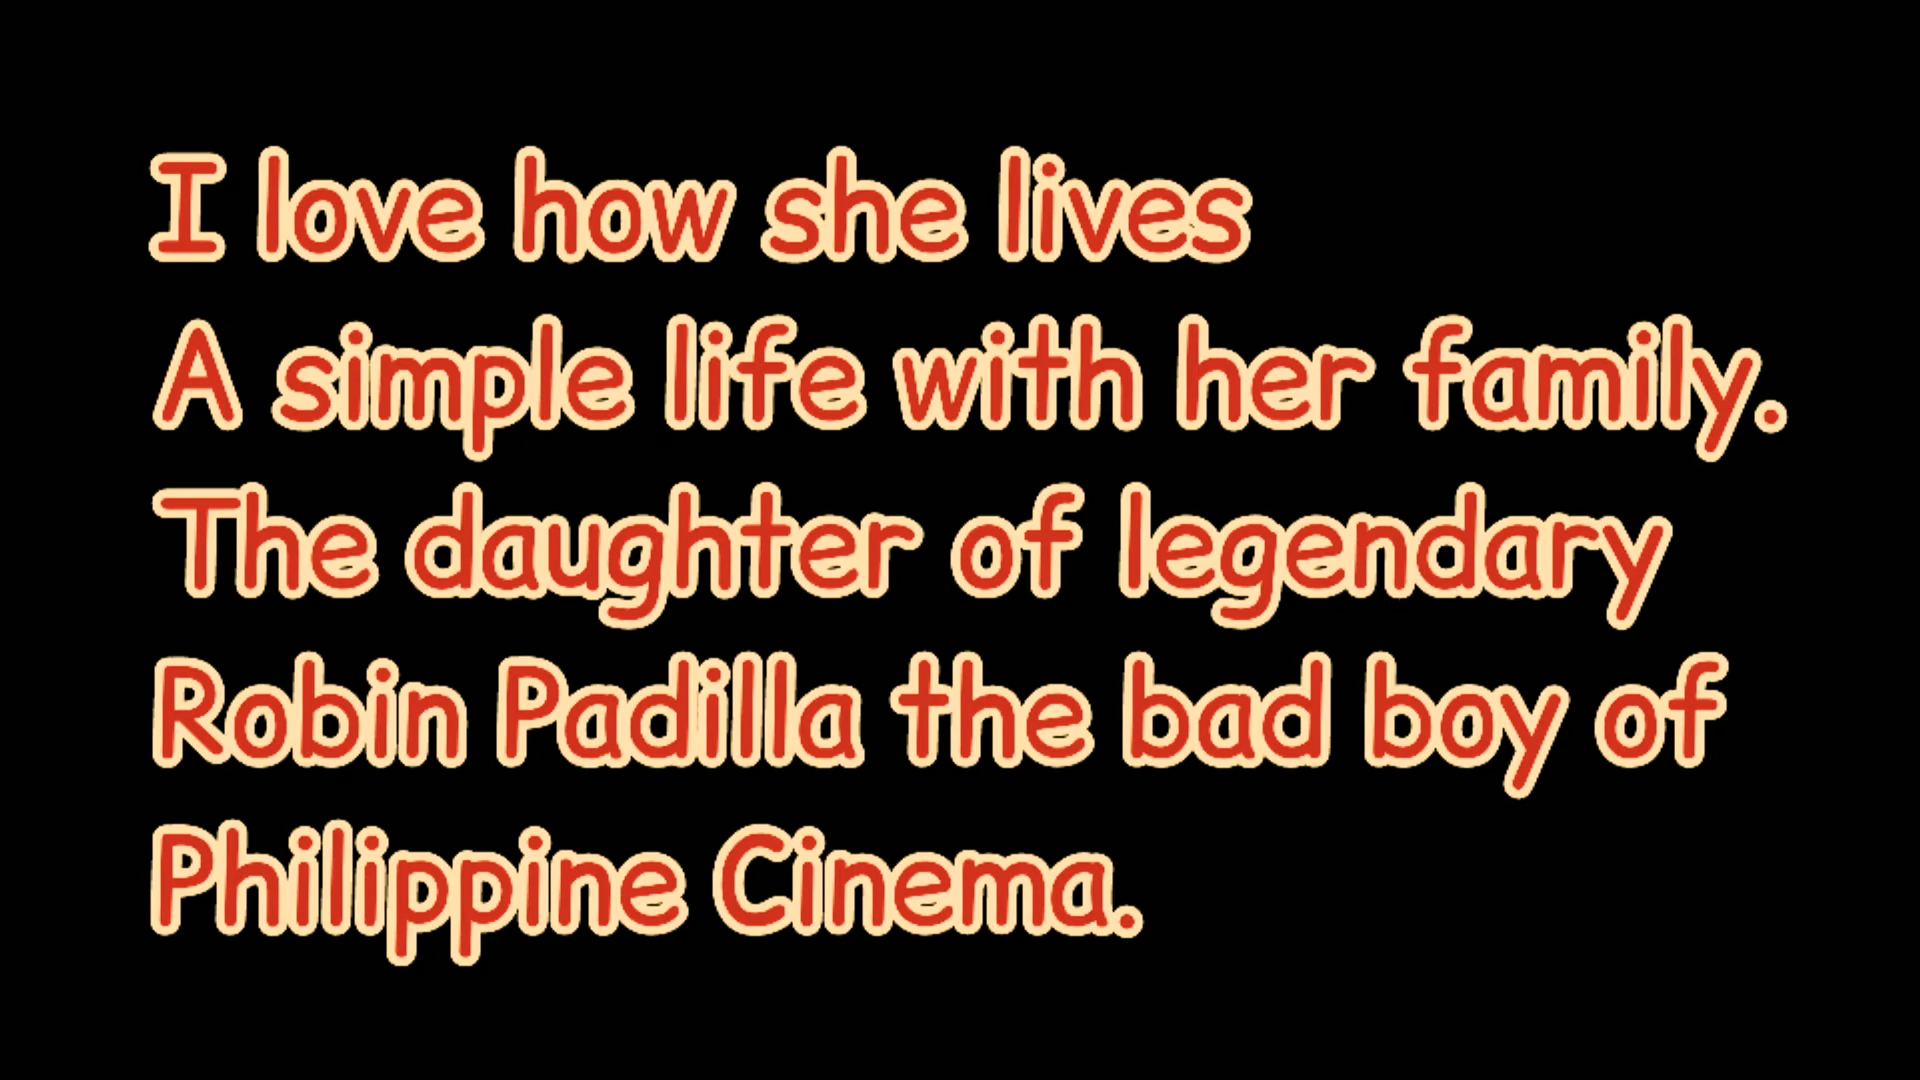 I love how she lives
A simple life with her family.
The daughter of legendary
Robin Padilla the bad boy of
Philippine Cinema.